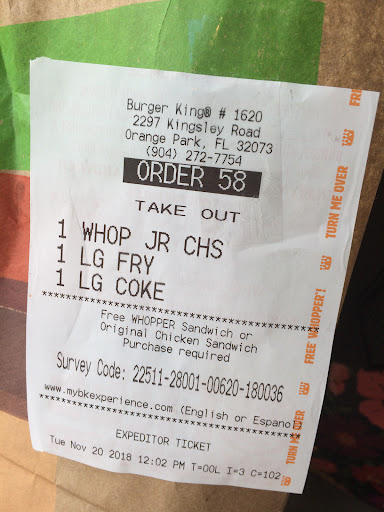 Burger King® # 1620
2297 Kingsley Road
Orange Park, FL 32073
(904) 272-7754
ORDER 58
TAKE OUT
1 WHOP JR CHS
1 LG FRY
1 LG COKE
****************************************
Free WHOPPER Sandwich or
Original Chicken Sandwich
Purchase required
Survey Code: 22511-28001-00620-180036
www.mybkexperience.com (English or Espanol)
****************************************
EXPEDITOR TICKET
Tue Nov 20 2018 12:02 PM T=OOL I=3 C=102
FRE
TURN ME OVER
FREE WHOPPER!
TURN ME OVER